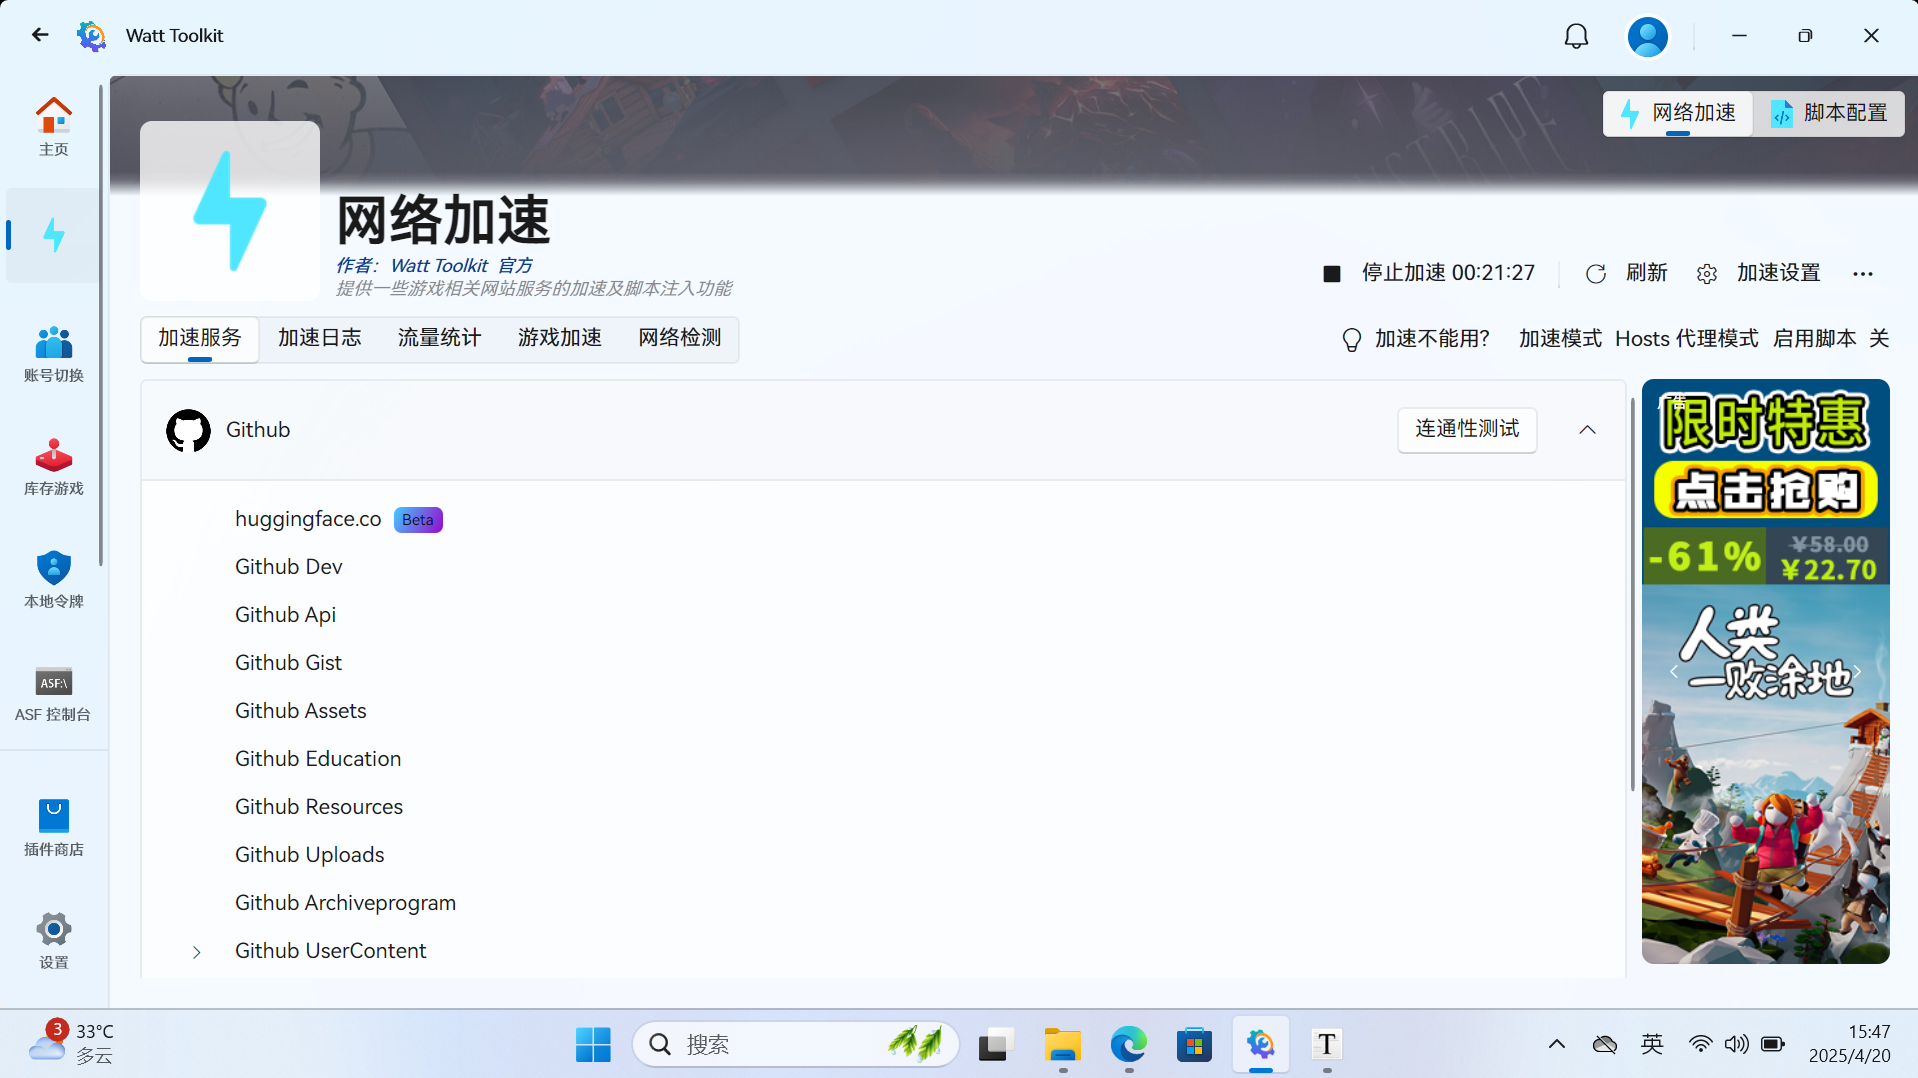 Watt Toolkit
网络加速
脚本配置
主页
网络加速
作者：Watt Toolkit 官方
提供一些游戏相关网站服务的加速及脚本注入功能
停止加速 00:21:27
刷新
加速设置
加速服务
加速日志
流量统计
游戏加速
网络检测
加速不能用？
加速模式 Hosts 代理模式 启用脚本 关
账号切换
库存游戏
本地令牌
ASF:\
ASF 控制台
插件商店
设置
Github
连通性测试
huggingface.co Beta
Github Dev
Github Api
Github Gist
Github Assets
Github Education
Github Resources
Github Uploads
Github Archiveprogram
Github UserContent
广告
限时特惠
点击抢购
-61%
¥58.00
¥22.70
人类
一败涂地
3
33°C
多云
搜索
T
英
15:47
2025/4/20